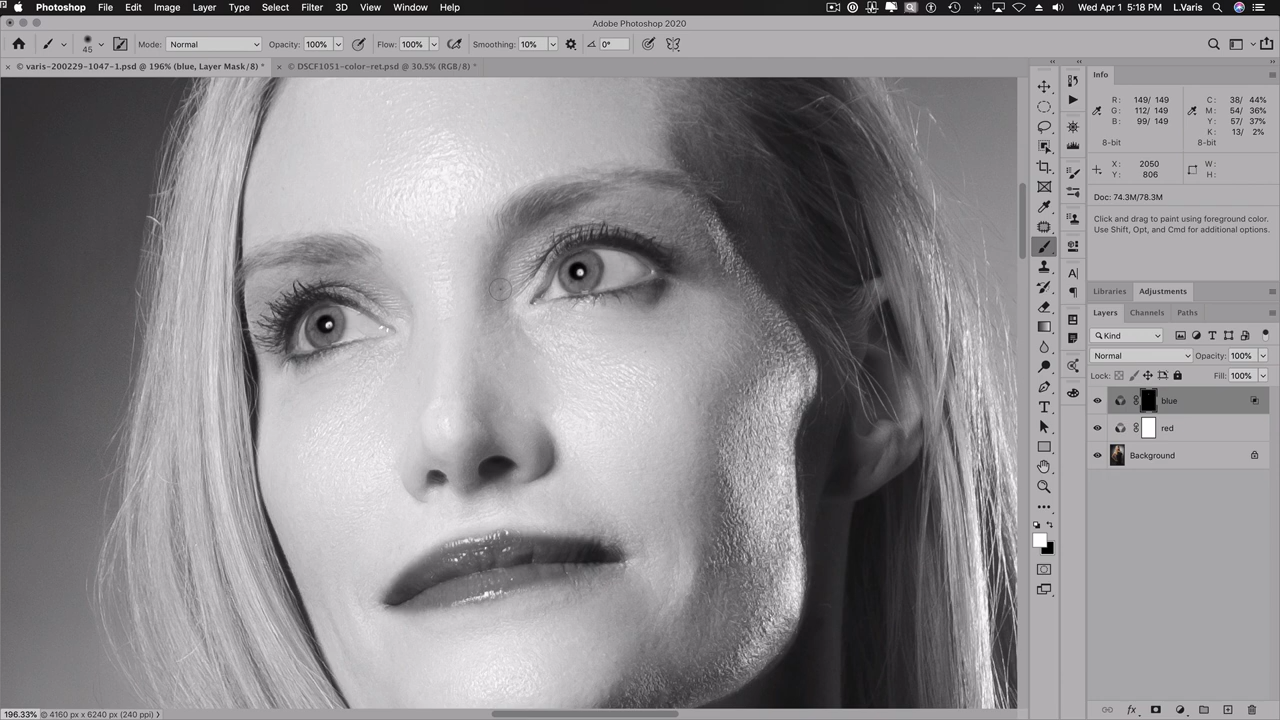 Photoshop File Edit Image Layer Type Select Filter 3D View Window Help Wed Apr 1 5:18 PM L.Varis
Adobe Photoshop 2020
45 Mode: Normal Opacity: 100% Flow: 100% Smoothing: 10% 0°
× © varis-200229-1047-1.psd @ 196% (blue, Layer Mask/8) * × © DSCF1051-color-ret.psd @ 30.5% (RGB/8) *
Info
R: 149/ 149 C: 38/ 44%
G: 112/ 149 M: 54/ 36%
B: 99/ 149 Y: 57/ 37%
K: 13/ 2%
8-bit 8-bit
X: 2050 W:
Y: 806 H:
Doc: 74.3M/78.3M
Click and drag to paint using foreground color.
Use Shift, Opt, and Cmd for additional options.
Libraries Adjustments
Layers Channels Paths
Kind
Normal Opacity: 100%
Lock: Fill: 100%
blue
red
Background
196.33% © 4160 px x 6240 px (240 ppi)